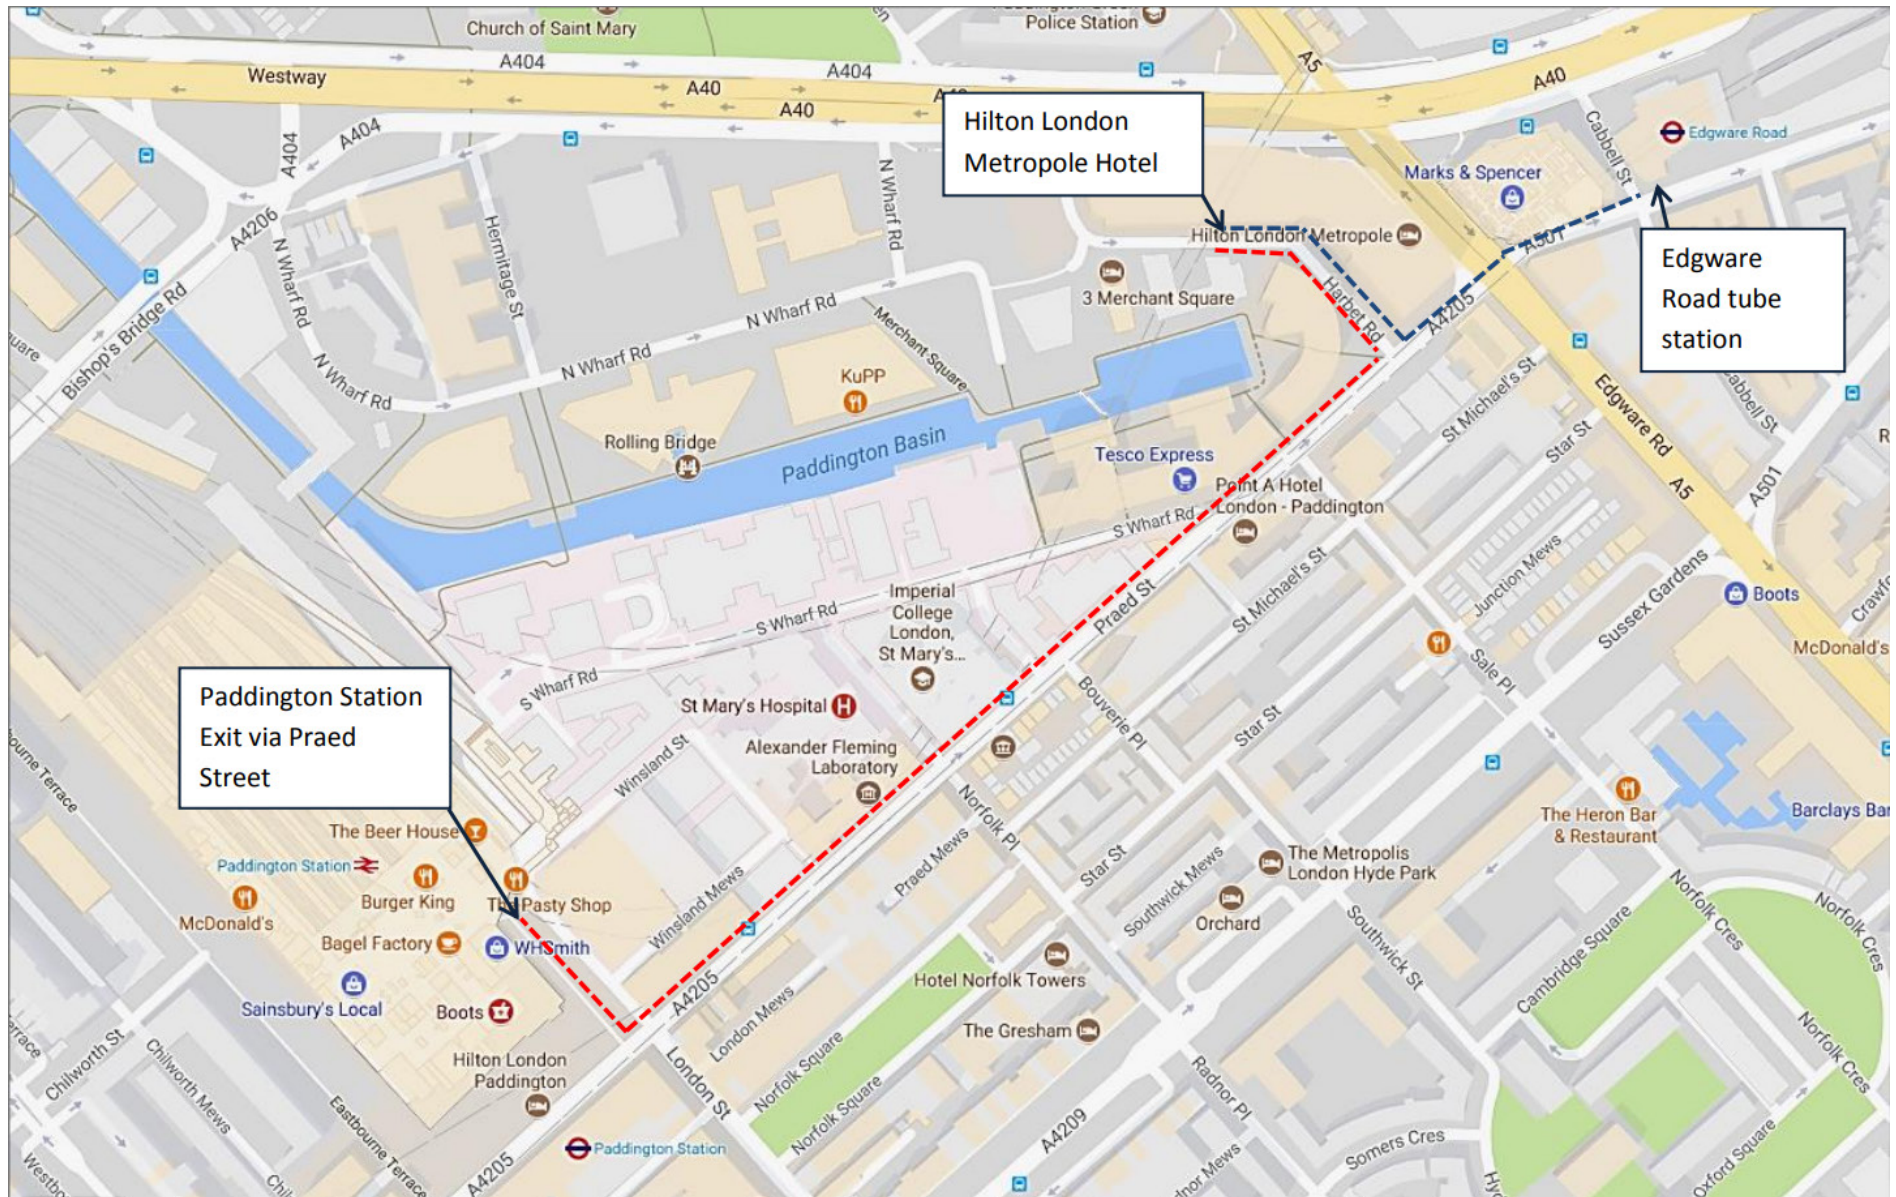 Church of Saint Mary
Police Station
A404
A404
A5
A40
Westway
A40
A40
A404
A404
Hilton London
Metropole Hotel
Cabbell St
Edgware Road
Marks & Spencer
N Wharf Rd
A4206
Hermitage St
N Wharf Rd
Hilton London Metropole
A501
Edgware
Road tube
station
3 Merchant Square
Harbet Rd
A4205
Bishop's Bridge Rd
N Wharf Rd
Merchant Square
N Wharf Rd
N Wharf Rd
KuPP
Cabbell St
St Michael's St
Edgware Rd
Star St
Rolling Bridge
Paddington Basin
Tesco Express
Point A Hotel
London - Paddington
A5
A501
S Wharf Rd
Junction Mews
St Michael's St
Praed St
Sussex Gardens
Boots
Imperial
College
London,
St Mary's...
S Wharf Rd
McDonald's
Sale Pl
S Wharf Rd
Bouverie Pl
St Mary's Hospital
Star St
Paddington Station
Exit via Praed
Street
Alexander Fleming
Laboratory
Winsland St
Norfolk Pl
The Heron Bar
& Restaurant
Barclays Bar
The Beer House
Paddington Station
Burger King
The Pasty Shop
McDonald's
Praed Mews
Star St
The Metropolis
London Hyde Park
Southwick Mews
Orchard
Winsland Mews
Bagel Factory
WHSmith
Norfolk Cres
Norfolk Cres
Cambridge Square
Southwick St
Sainsbury's Local
Boots
A4205
Hotel Norfolk Towers
London Mews
The Gresham
Norfolk Square
Norfolk Cres
Chilworth St
Chilworth Mews
Hilton London
Paddington
London St
Norfolk Square
Radnor Pl
Eastbourne Terrace
Paddington Station
A4209
Somers Cres
Oxford Square
A4205